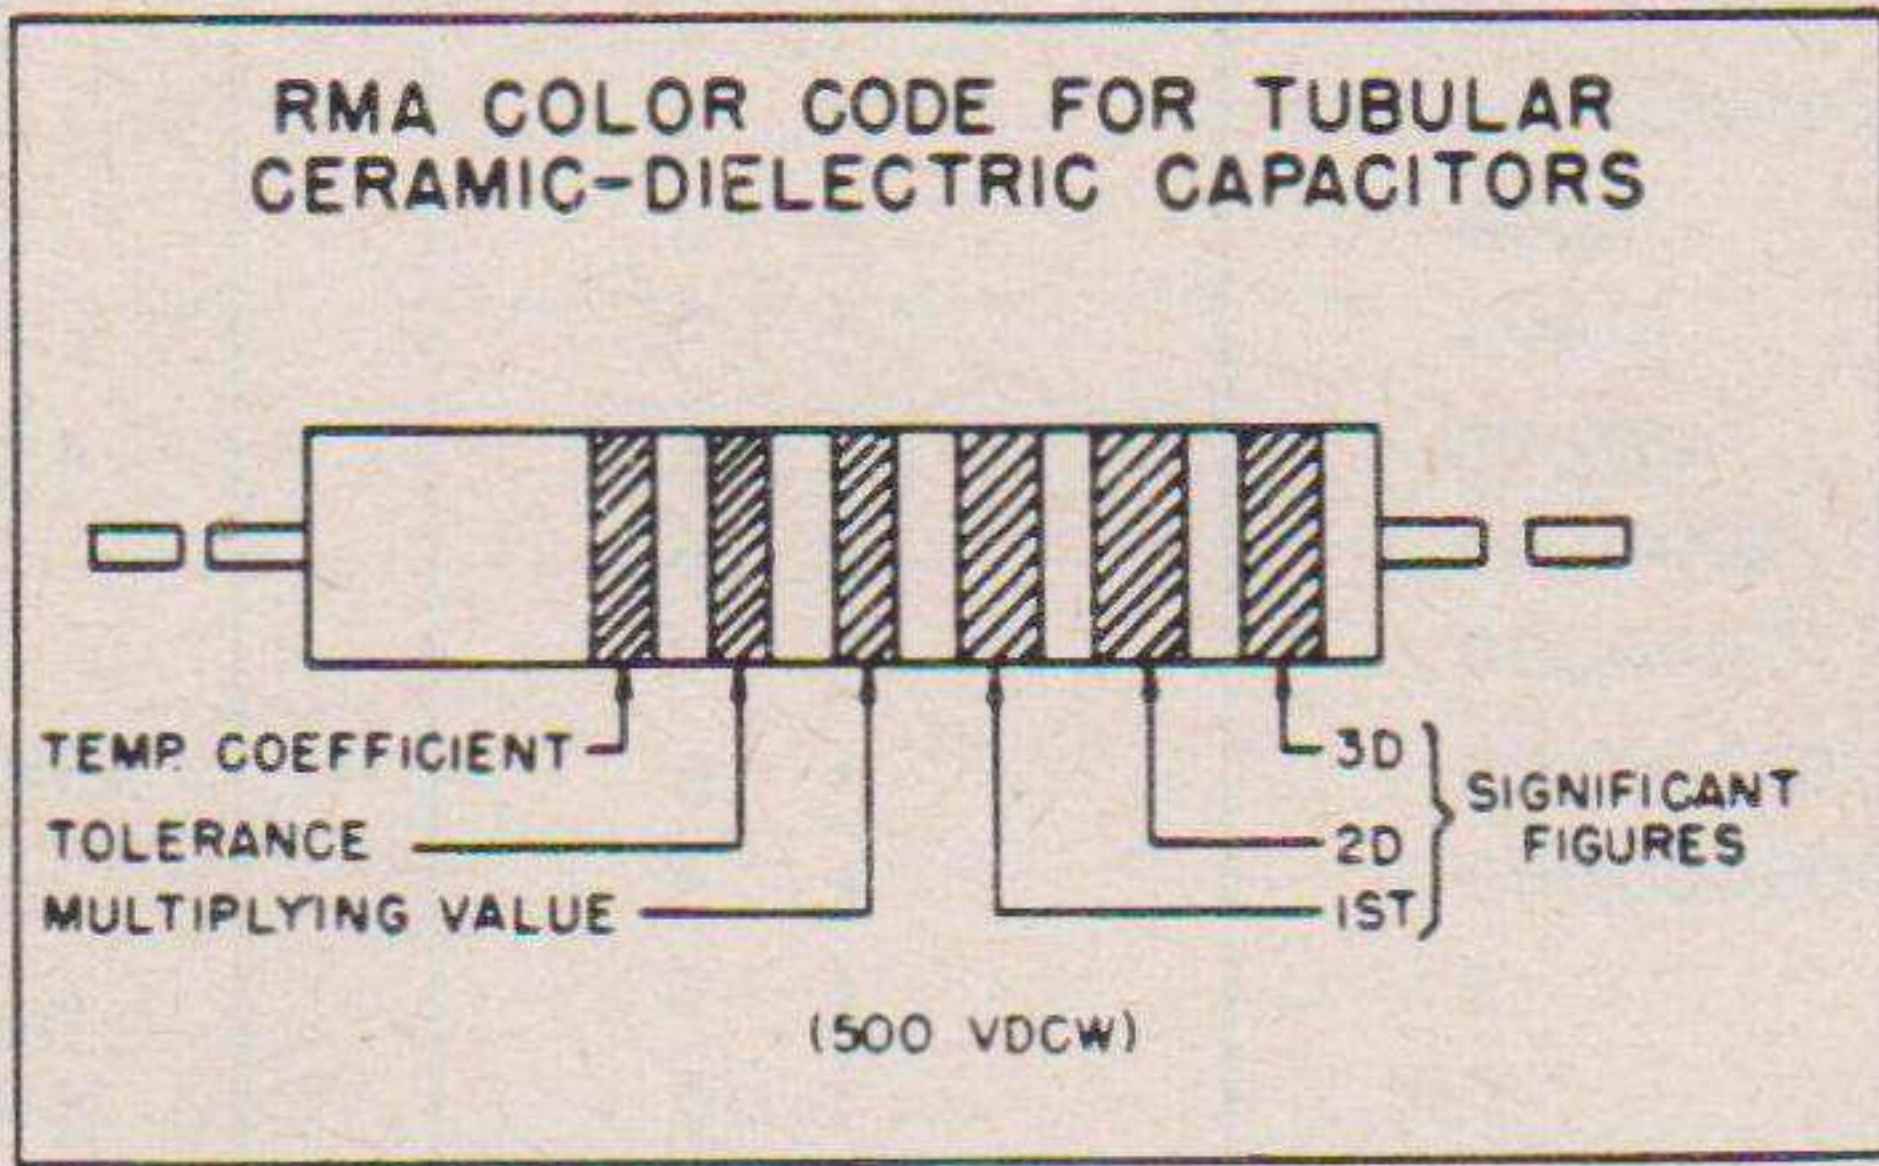 RMA COLOR CODE FOR TUBULAR
CERAMIC-DIELECTRIC CAPACITORS
TEMP. COEFFICIENT
TOLERANCE
MULTIPLYING VALUE
3D
2D
1ST
SIGNIFICANT
FIGURES
(500 VDCW)